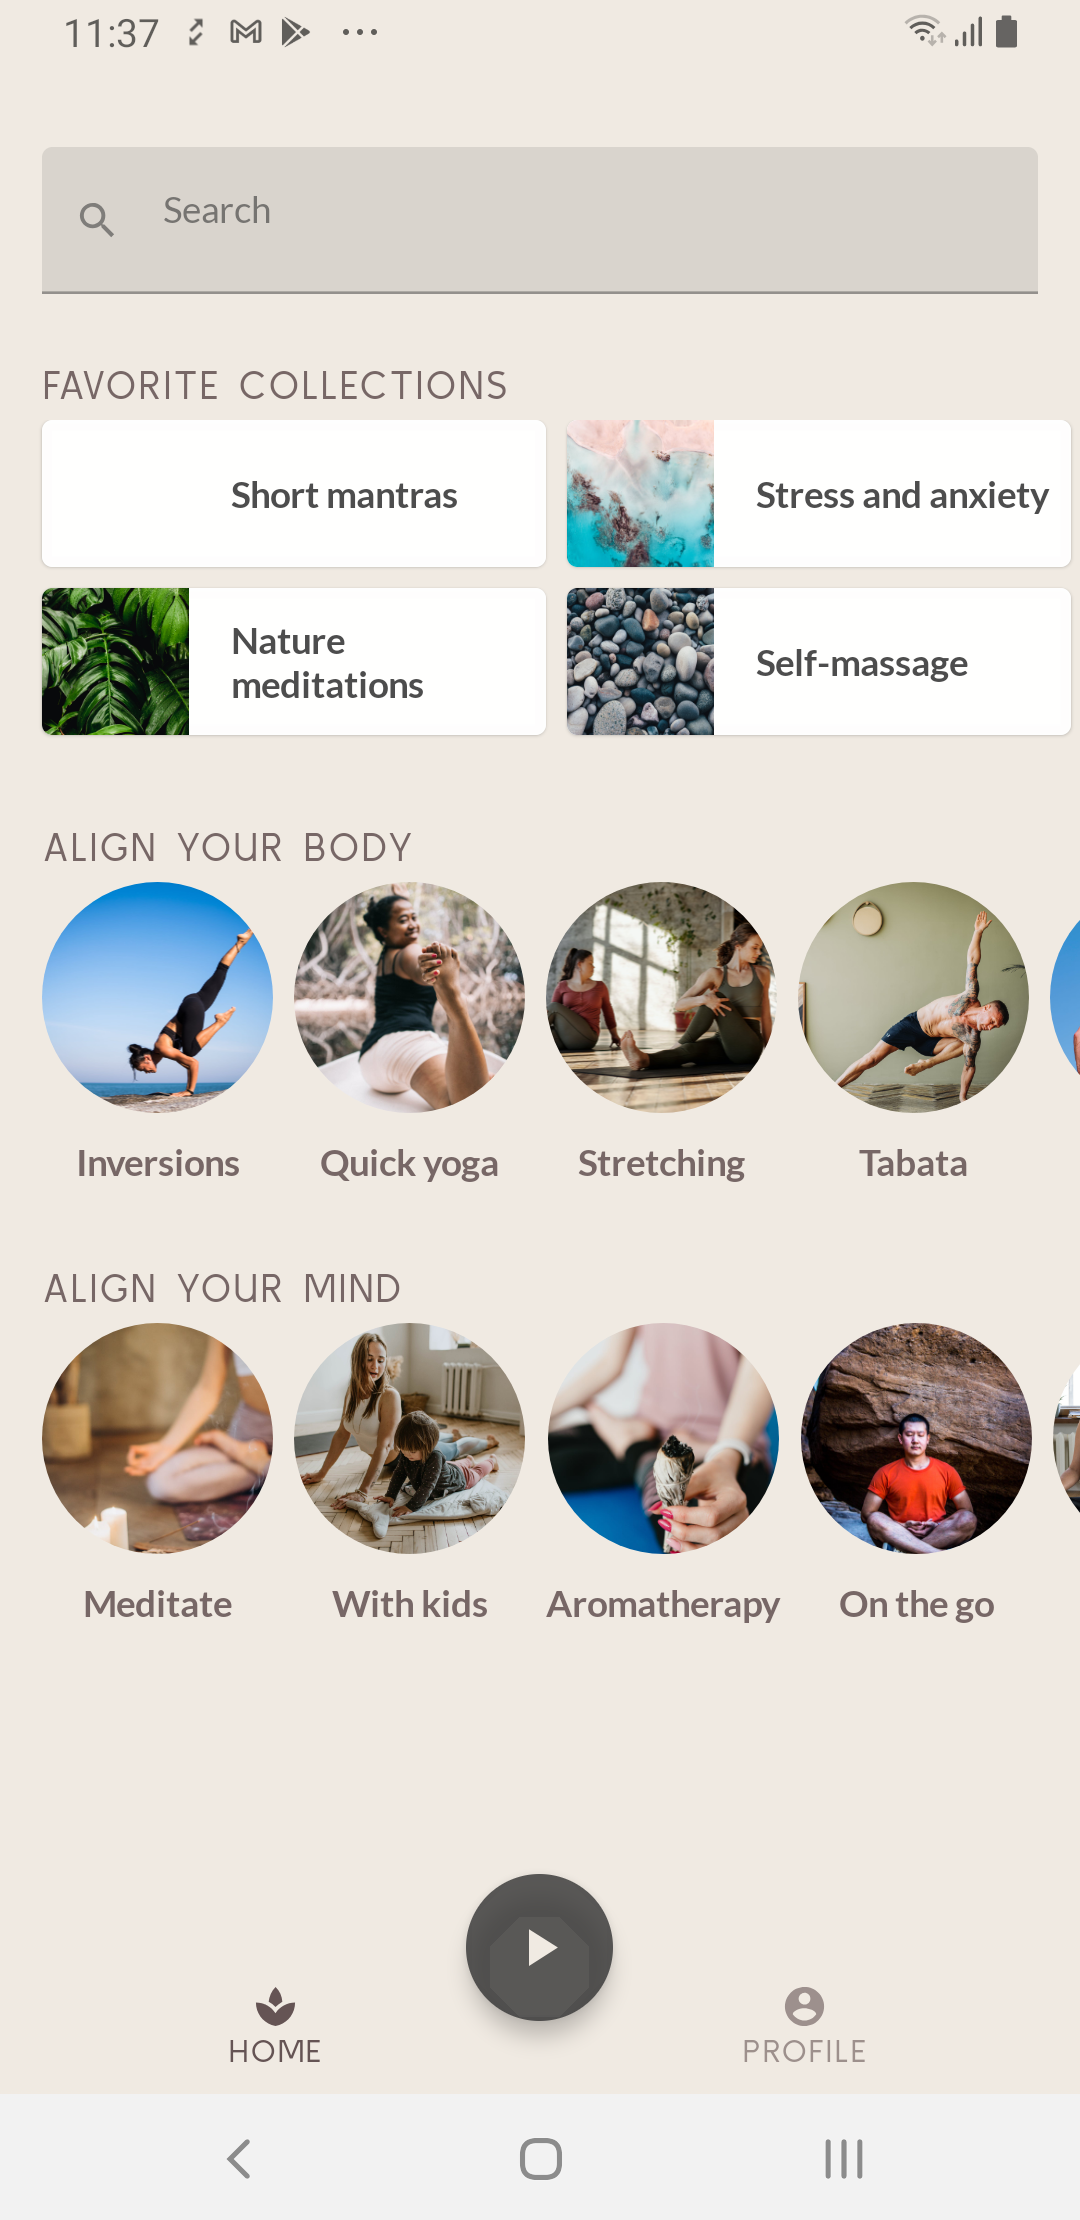 11:37
Search
FAVORITE COLLECTIONS
Short mantras
Stress and anxiety
Nature
meditations
Self-massage
ALIGN YOUR BODY
Inversions
Quick yoga
Stretching
Tabata
ALIGN YOUR MIND
Meditate
With kids
Aromatherapy
On the go
HOME
PROFILE